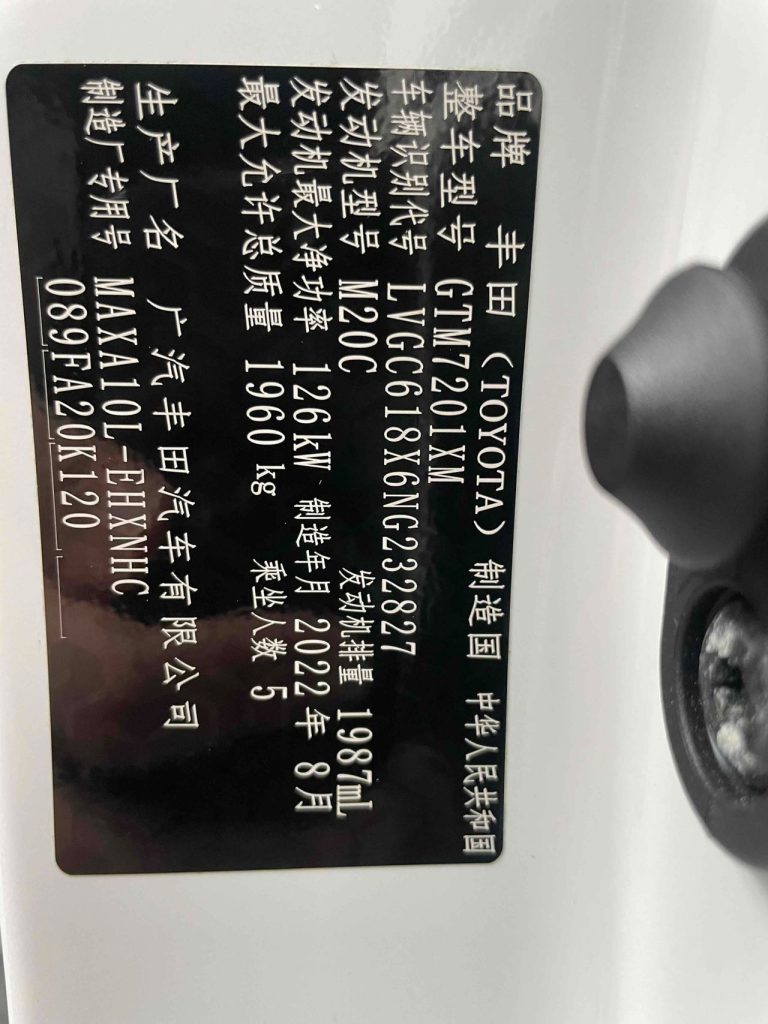 品牌 丰田（TOYOTA） 制造国 中华人民共和国
整车型号 GTM7201XM
车辆识别代号 LVGC618X6NG232827
发动机型号 M20C 发动机排量 1987mL
发动机最大净功率 126kW 制造年月 2022年 8月
最大允许总质量 1960 kg 乘坐人数 5
生产厂名 广汽丰田汽车有限公司
制造厂专用号 MAXA10L-EHXNHC
089FA20K120